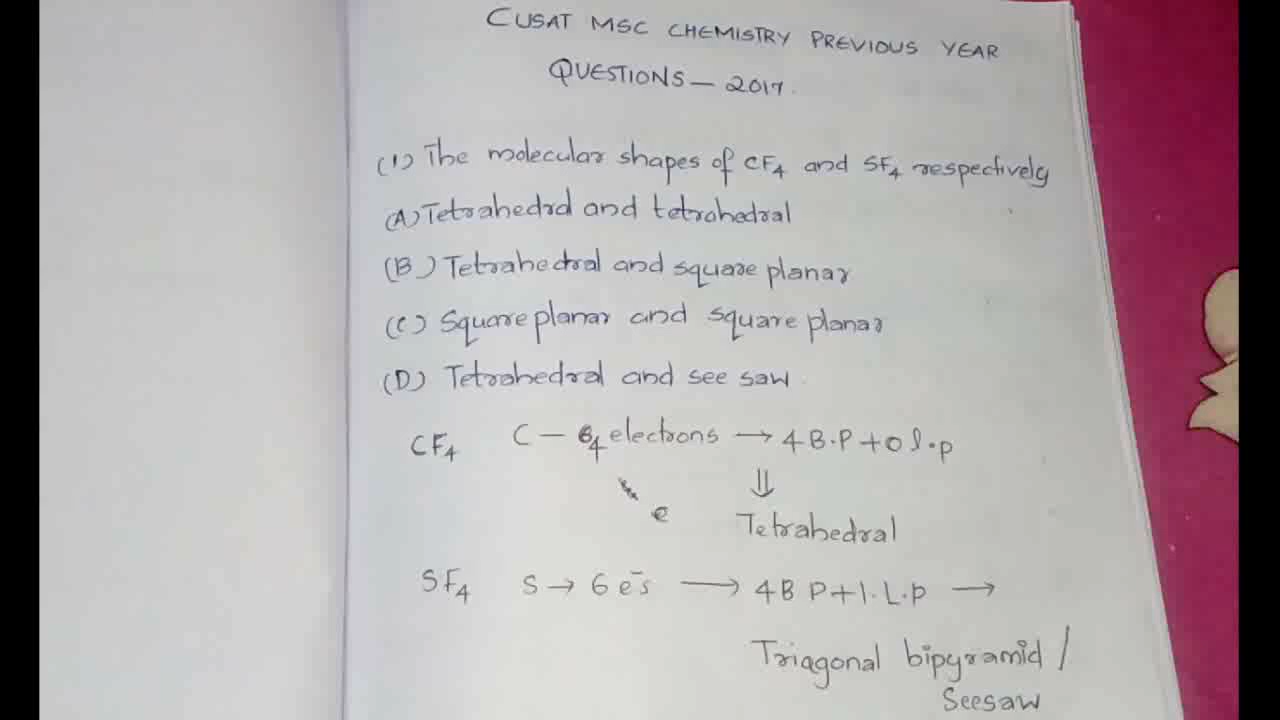 CUSAT MSC CHEMISTRY PREVIOUS YEAR
QUESTIONS — 2017.
(1) The molecular shapes of CF4 and SF4 respectively
(A) Tetrahedral and tetrahedral
(B) Tetrahedral and square planar
(C) Square planar and square planar
(D) Tetrahedral and see saw.
CF4 C — 4 electrons → 4 B.P + 0 l.p
⇓
e
Tetrahedral
SF4 S → 6 e⁻s → 4 B P + 1. L.P →
Triagonal bipyramid /
Seesaw